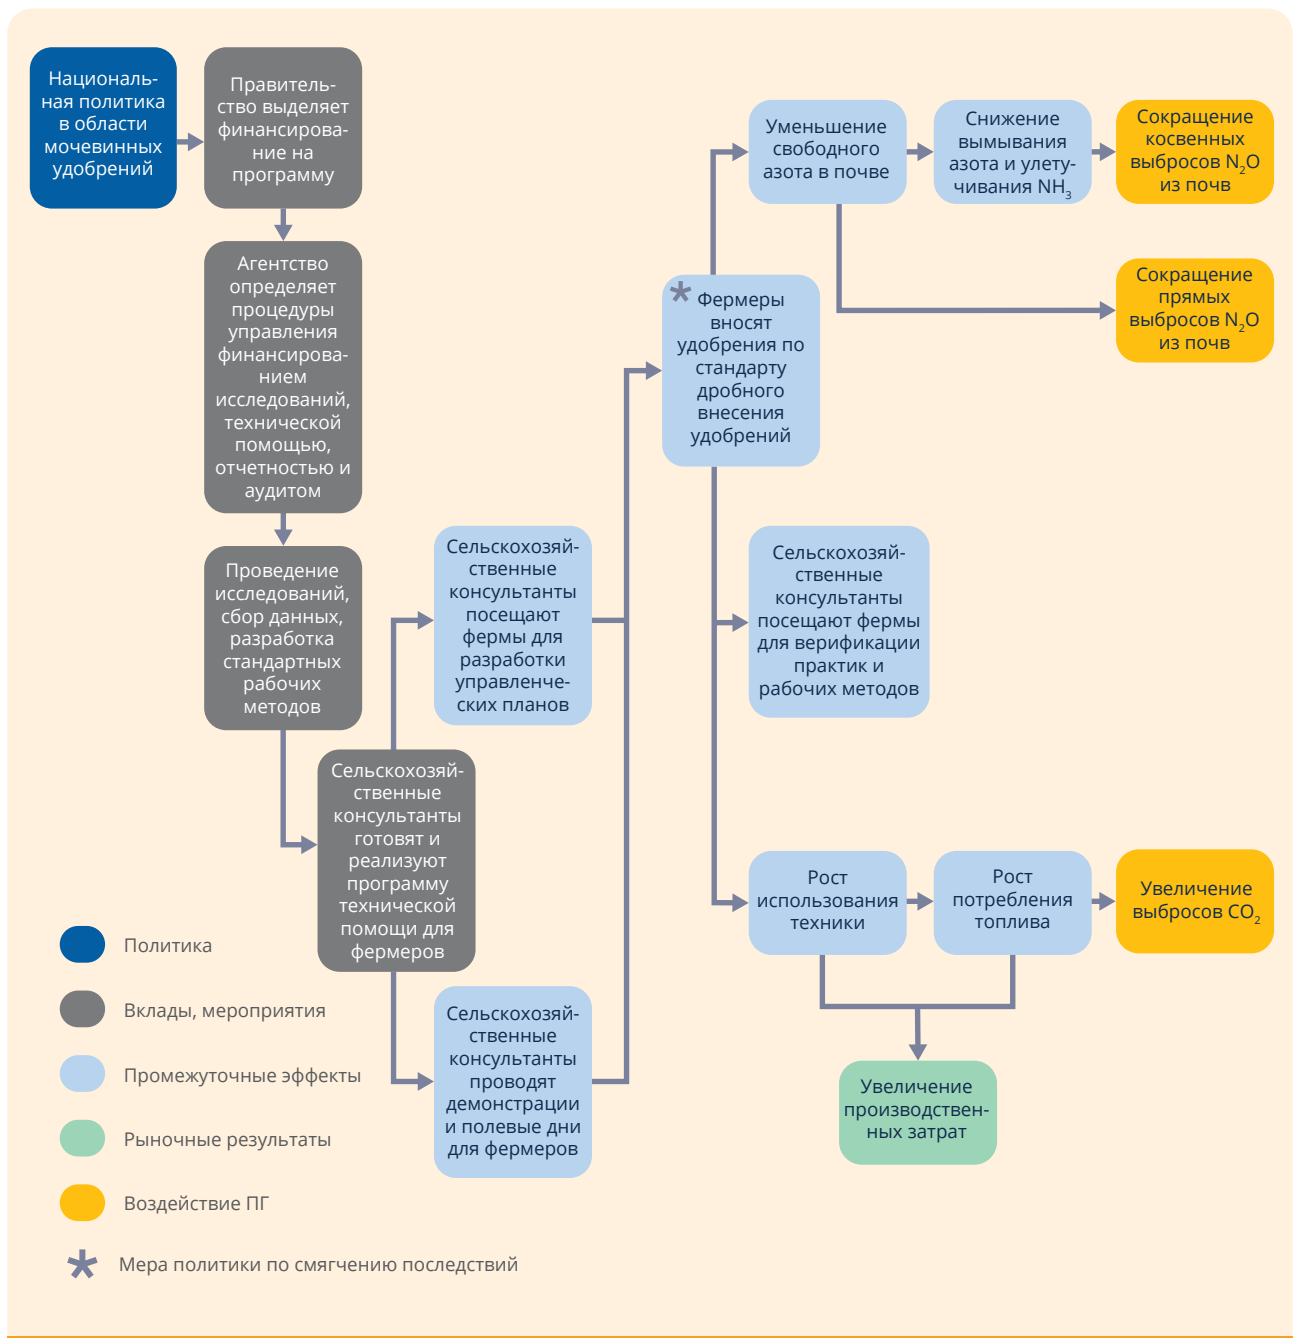 Националь-
ная политика
в области
мочевинных
удобрений
Правитель-
ство выделяет
финансирова-
ние на
программу
Агентство
определяет
процедуры
управления
финансирова-
нием
исследований,
технической
помощью,
отчетностью и
аудитом
Проведение
исследований,
сбор данных,
разработка
стандартных
рабочих
методов
Сельскохозяй-
ственные
консультанты
готовят и
реализуют
программу
технической
помощи для
фермеров
Сельскохозяй-
ственные
консультанты
посещают
фермы для
разработки
управленче-
ских планов
Сельскохозяй-
ственные
консультанты
проводят
демонстрации
и полевые дни
для фермеров
* Фермеры
вносят
удобрения по
стандарту
дробного
внесения
удобрений
Уменьшение
свободного
азота в почве
Снижение
вымывания
азота и улету-
чивания NH₃
Сокращение
косвенных
выбросов N₂O
из почв
Сокращение
прямых
выбросов N₂O
из почв
Сельскохозяй-
ственные
консультанты
посещают фермы
для верификации
практик и
рабочих методов
Рост
использования
техники
Рост
потребления
топлива
Увеличение
выбросов CO₂
Увеличение
производствен-
ных затрат
Политика
Вклады, мероприятия
Промежуточные эффекты
Рыночные результаты
Воздействие ПГ
* Мера политики по смягчению последствий